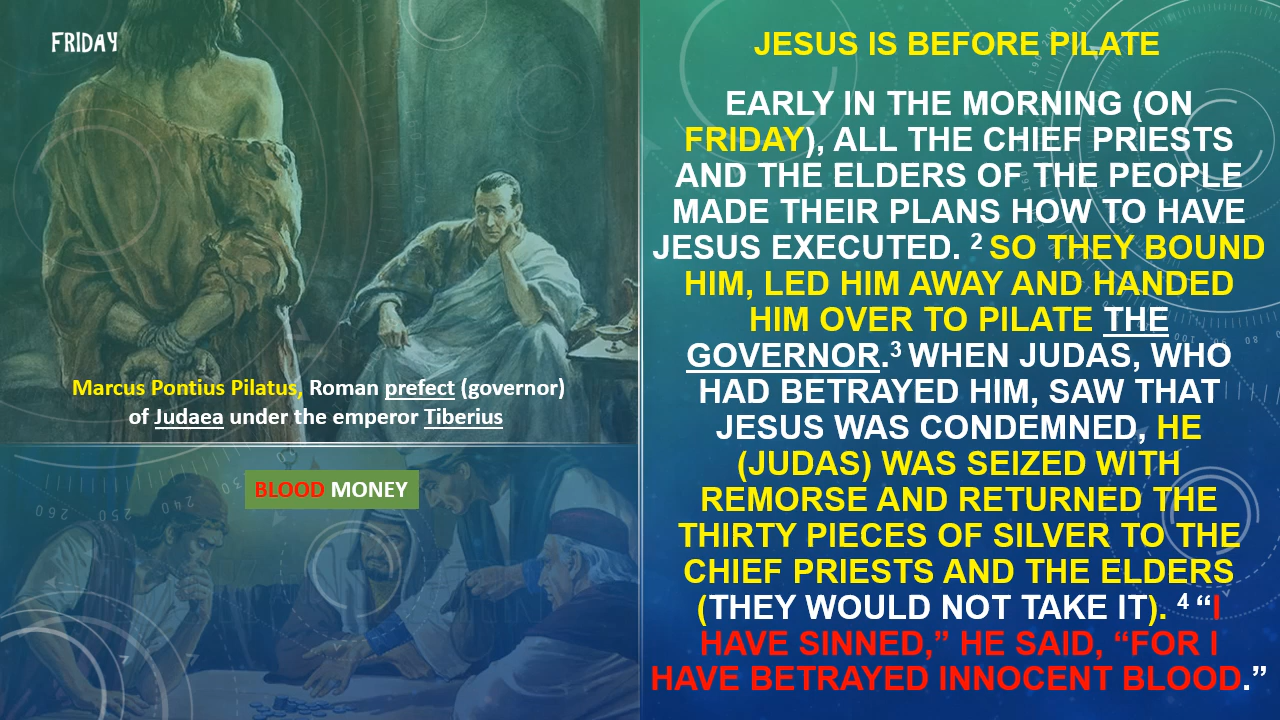 FRIDAY
Marcus Pontius Pilatus, Roman prefect (governor)
of Judaea under the emperor Tiberius
BLOOD MONEY
JESUS IS BEFORE PILATE
EARLY IN THE MORNING (ON
FRIDAY), ALL THE CHIEF PRIESTS
AND THE ELDERS OF THE PEOPLE
MADE THEIR PLANS HOW TO HAVE
JESUS EXECUTED. 2 SO THEY BOUND
HIM, LED HIM AWAY AND HANDED
HIM OVER TO PILATE THE
GOVERNOR.3 WHEN JUDAS, WHO
HAD BETRAYED HIM, SAW THAT
JESUS WAS CONDEMNED, HE
(JUDAS) WAS SEIZED WITH
REMORSE AND RETURNED THE
THIRTY PIECES OF SILVER TO THE
CHIEF PRIESTS AND THE ELDERS
(THEY WOULD NOT TAKE IT). 4 “I
HAVE SINNED,” HE SAID, “FOR I
HAVE BETRAYED INNOCENT BLOOD.”